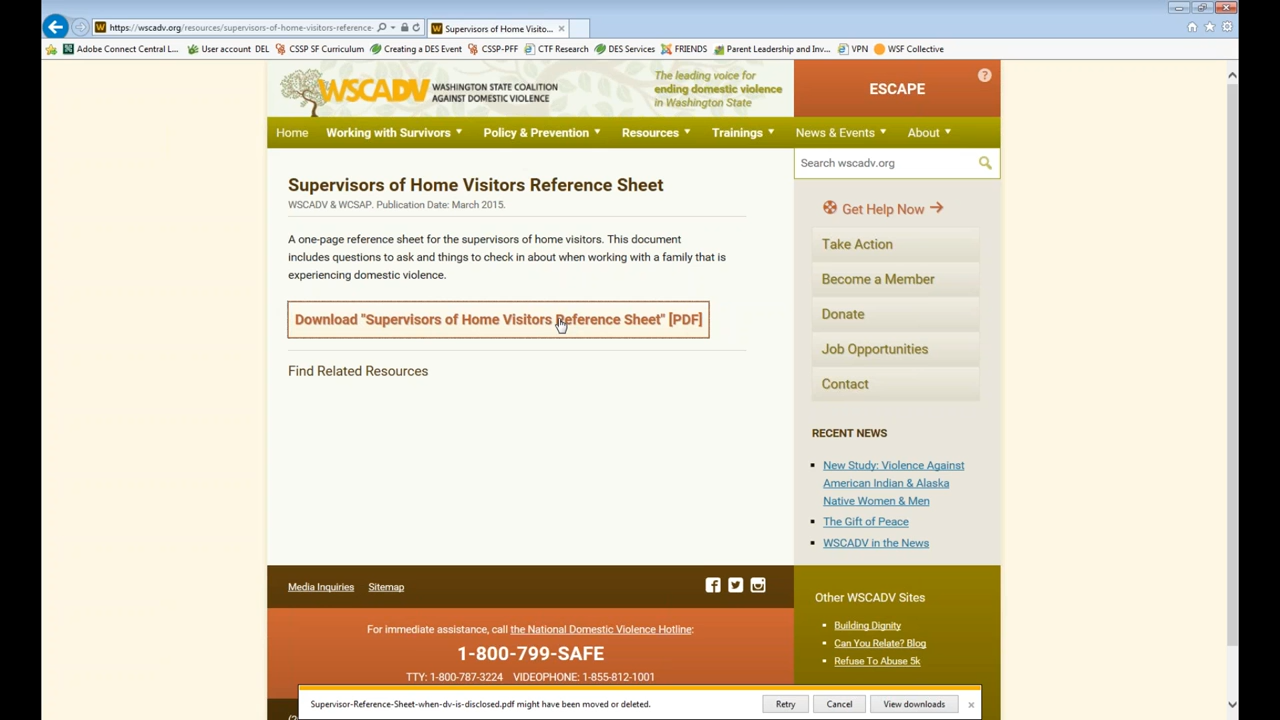 https://wscadv.org/resources/supervisors-of-home-visitors-reference-
Supervisors of Home Visito...
Adobe Connect Central L... User account DEL CSSP SF Curriculum Creating a DES Event CSSP-PFF CTF Research DES Services FRIENDS Parent Leadership and Inv... VPN WSF Collective
WSCADV WASHINGTON STATE COALITION
AGAINST DOMESTIC VIOLENCE
The leading voice for
ending domestic violence
in Washington State
ESCAPE
?
Home Working with Survivors Policy & Prevention Resources Trainings News & Events About
Search wscadv.org
Supervisors of Home Visitors Reference Sheet
WSCADV & WCSAP. Publication Date: March 2015.
A one-page reference sheet for the supervisors of home visitors. This document
includes questions to ask and things to check in about when working with a family that is
experiencing domestic violence.
Download "Supervisors of Home Visitors Reference Sheet" [PDF]
Find Related Resources
Get Help Now
Take Action
Become a Member
Donate
Job Opportunities
Contact
RECENT NEWS
New Study: Violence Against
American Indian & Alaska
Native Women & Men
The Gift of Peace
WSCADV in the News
Media Inquiries Sitemap
For immediate assistance, call the National Domestic Violence Hotline:
1-800-799-SAFE
TTY: 1-800-787-3224 VIDEOPHONE: 1-855-812-1001
Other WSCADV Sites
Building Dignity
Can You Relate? Blog
Refuse To Abuse 5k
Supervisor-Reference-Sheet-when-dv-is-disclosed.pdf might have been moved or deleted.
Retry Cancel View downloads